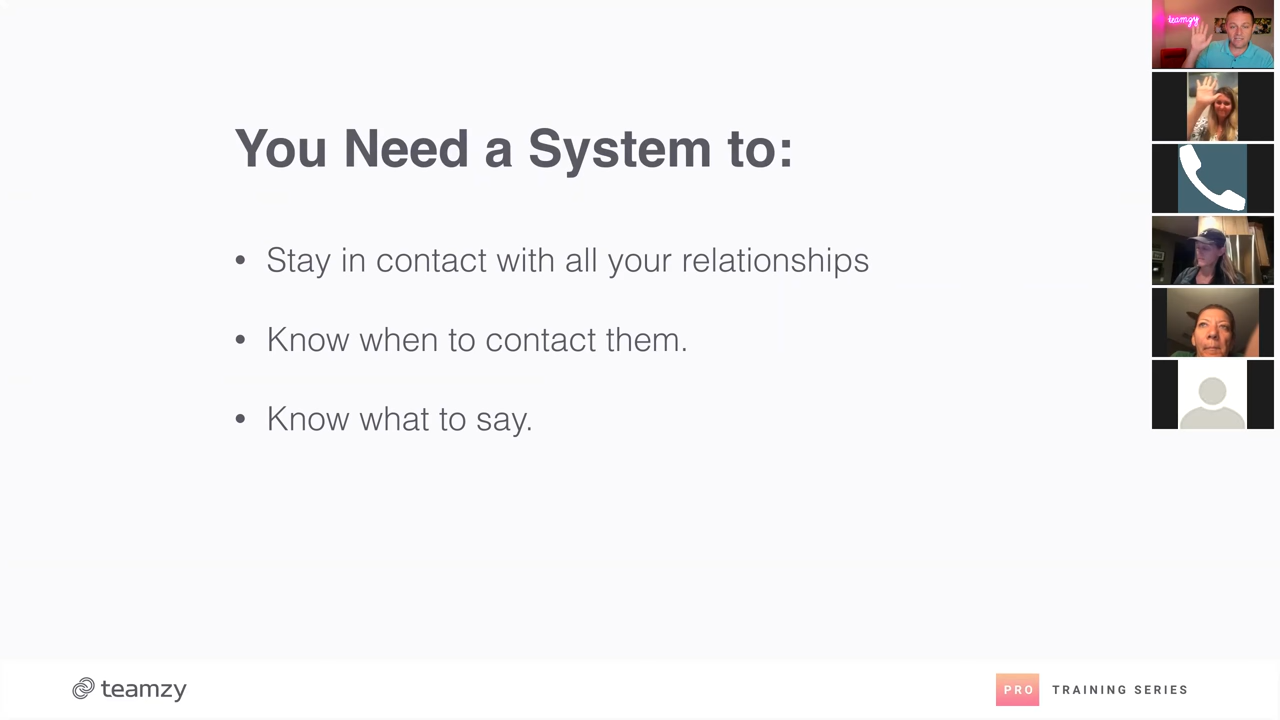 You Need a System to:
• Stay in contact with all your relationships
• Know when to contact them.
• Know what to say.
teamzy
PRO TRAINING SERIES
teamzy